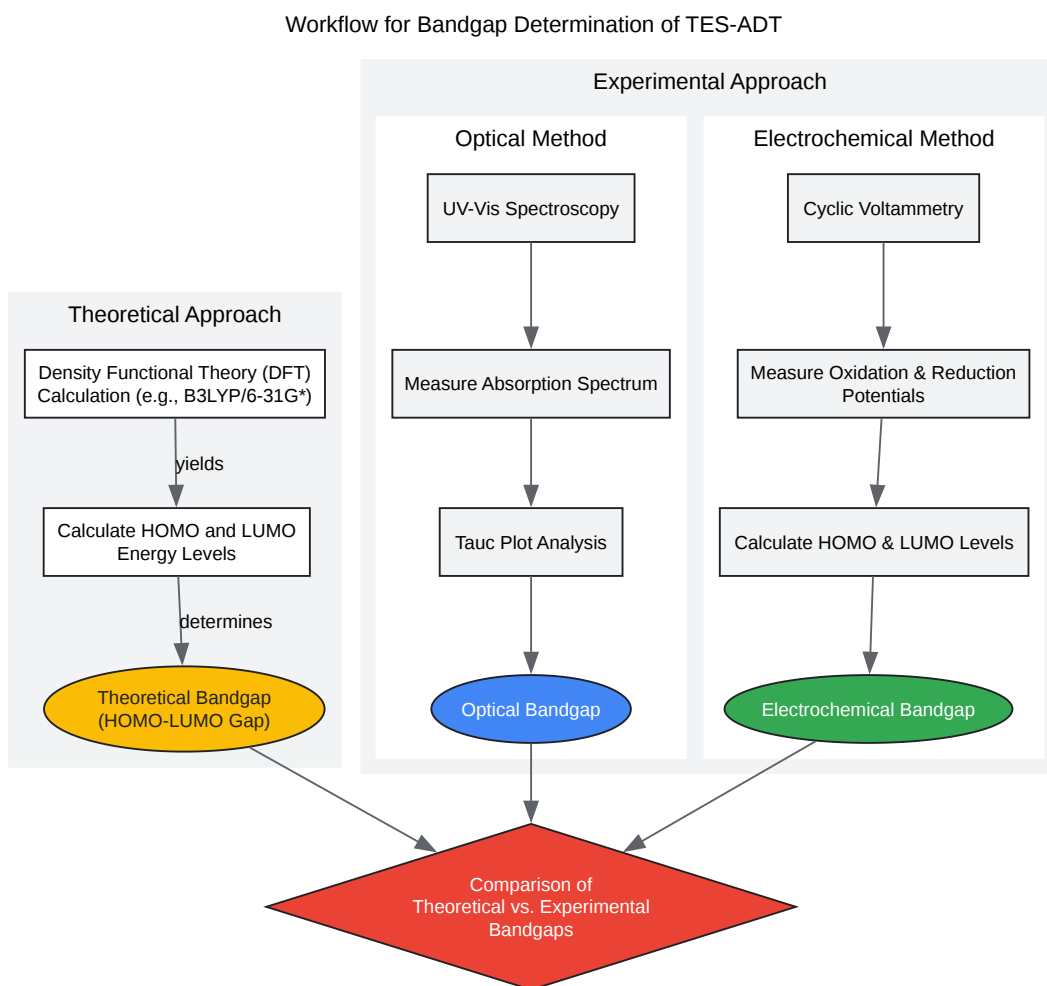 Workflow for Bandgap Determination of TES-ADT
Experimental Approach
Optical Method
Electrochemical Method
UV-Vis Spectroscopy
Cyclic Voltammetry
Theoretical Approach
Density Functional Theory (DFT)
Calculation (e.g., B3LYP/6-31G*)
Measure Absorption Spectrum
Measure Oxidation & Reduction
Potentials
yields
Calculate HOMO and LUMO
Energy Levels
Tauc Plot Analysis
Calculate HOMO & LUMO Levels
determines
Theoretical Bandgap
(HOMO-LUMO Gap)
Optical Bandgap
Electrochemical Bandgap
Comparison of
Theoretical vs. Experimental
Bandgaps